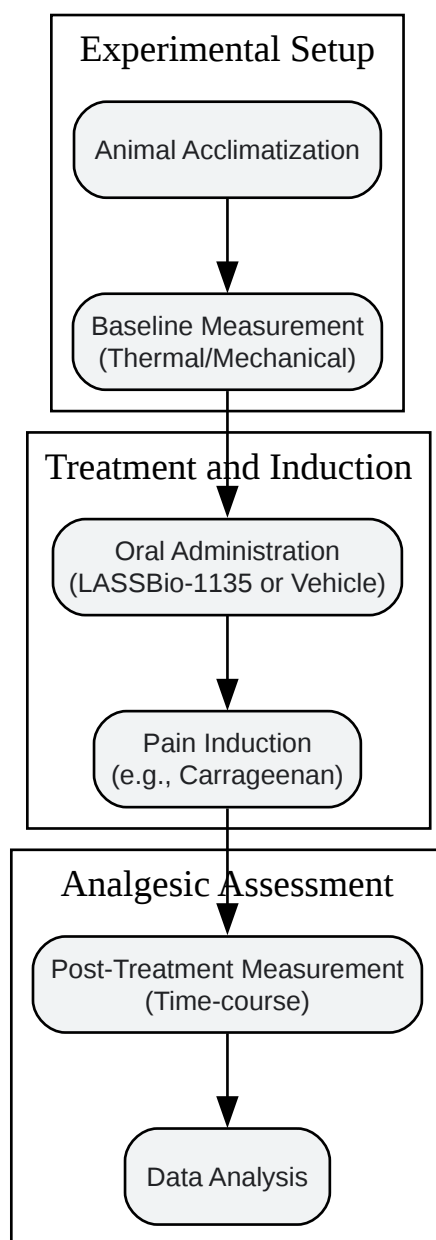 Experimental Setup
Animal Acclimatization
Baseline Measurement
(Thermal/Mechanical)
Treatment and Induction
Oral Administration
(LASSBio-1135 or Vehicle)
Pain Induction
(e.g., Carrageenan)
Analgesic Assessment
Post-Treatment Measurement
(Time-course)
Data Analysis